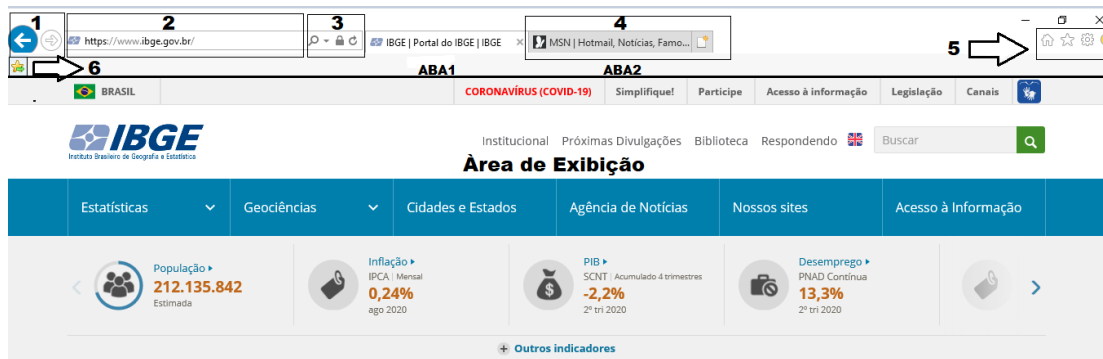 1 2 3 4
https://www.ibge.gov.br/ IBGE | Portal do IBGE | IBGE MSN | Hotmail, Notícias, Famo...
5
6 ABA1 ABA2
BRASIL CORONAVÍRUS (COVID-19) Simplifique! Participe Acesso à informação Legislação Canais
IBGE Institucional Próximas Divulgações Biblioteca Respondendo Buscar
Instituto Brasileiro de Geografia e Estatística
Àrea de Exibição
Estatísticas Geociências Cidades e Estados Agência de Notícias Nossos sites Acesso à Informação
População
212.135.842
Estimada
Inflação
IPCA | Mensal
0,24%
ago 2020
PIB
SCNT | Acumulado 4 trimestres
-2,2%
2º tri 2020
Desemprego
PNAD Contínua
13,3%
2º tri 2020
Outros indicadores